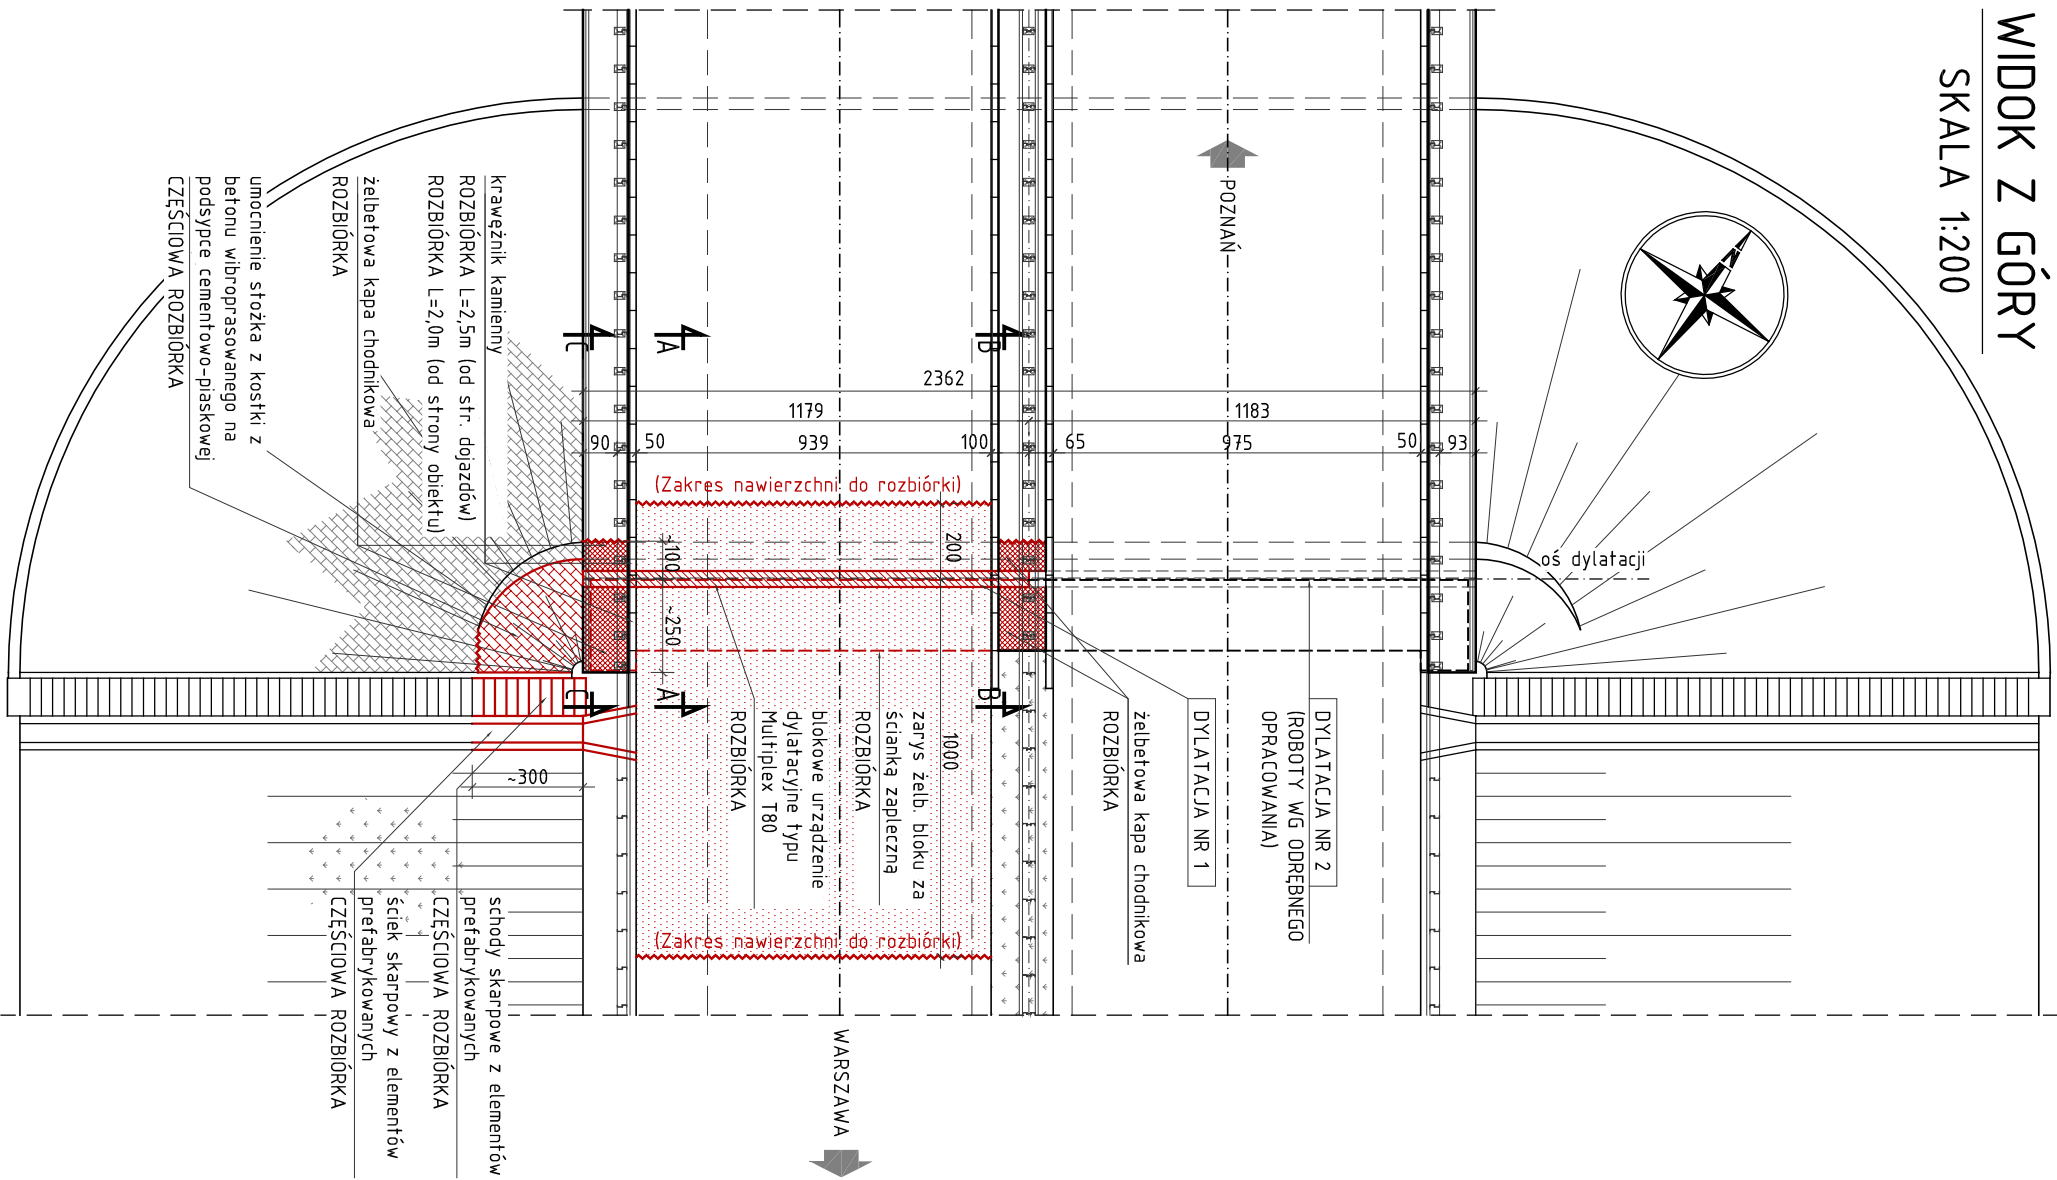 WIDOK Z GÓRY
SKALA 1:200
POZNAŃ
N
krawężnik kamienny
ROZBIÓRKA L=2,5m (od str. dojazdów)
ROZBIÓRKA L=2,0m (od strony obiektu)
żelbetowa kapa chodnikowa
ROZBIÓRKA
umocnienie stożka z kostki z
betonu wibroprasowanego na
podsypce cementowo-piaskowej
CZĘŚCIOWA ROZBIÓRKA
C
A
B
2362
1179
1183
90
50
939
100
65
975
50
93
(Zakres nawierzchni do rozbiórki)
~100
200
oś dylatacji
~250
C
A
B
1000
~300
DYLATACJA NR 2
(ROBOTY WG ODRĘBNEGO
OPRACOWANIA)
DYLATACJA NR 1
żelbetowa kapa chodnikowa
ROZBIÓRKA
zarys żelb. bloku za
ścianką zapleczną
ROZBIÓRKA
blokowe urządzenie
dylatacyjne typu
Multiplex T80
ROZBIÓRKA
(Zakres nawierzchni do rozbiórki)
schody skarpowe z elementów
prefabrykowanych
CZĘŚCIOWA ROZBIÓRKA
ściek skarpowy z elementów
prefabrykowanych
CZĘŚCIOWA ROZBIÓRKA
WARSZAWA